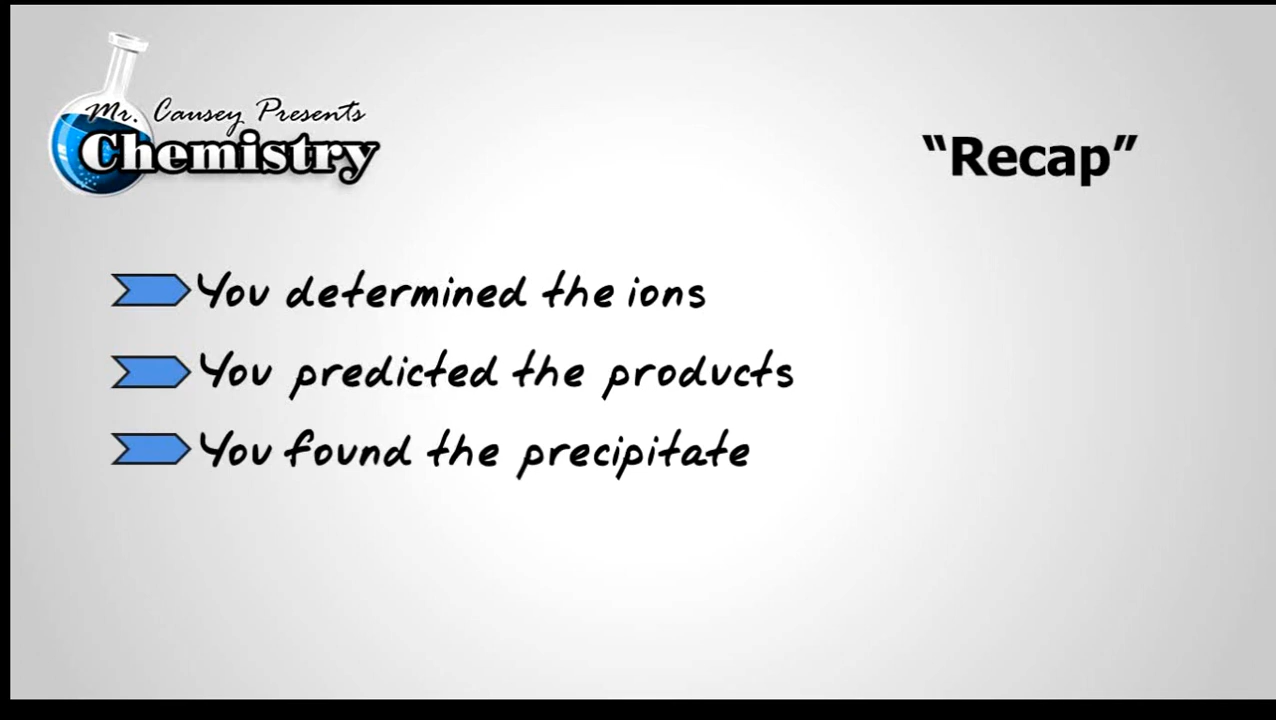 Mr. Causey Presents
Chemistry
“Recap”
You determined the ions
You predicted the products
You found the precipitate